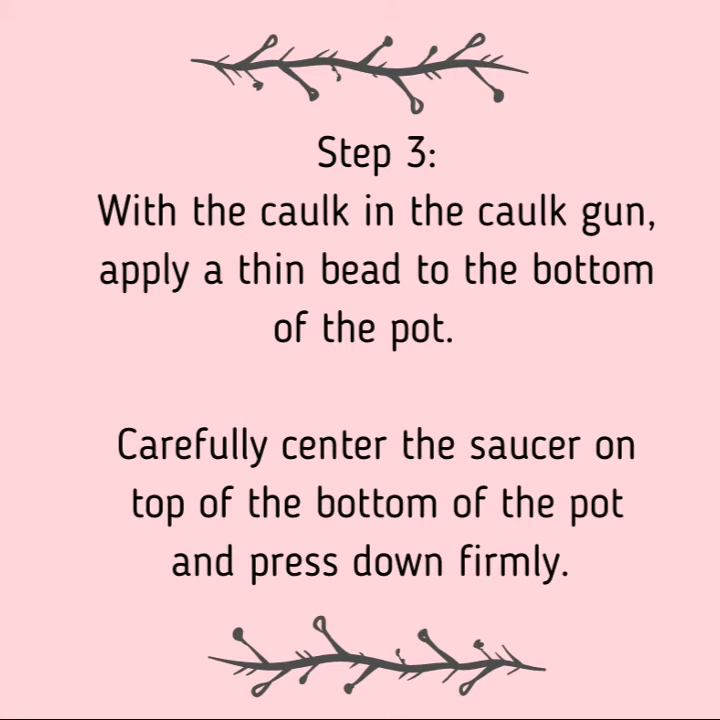 Step 3:
With the caulk in the caulk gun,
apply a thin bead to the bottom
of the pot.
Carefully center the saucer on
top of the bottom of the pot
and press down firmly.